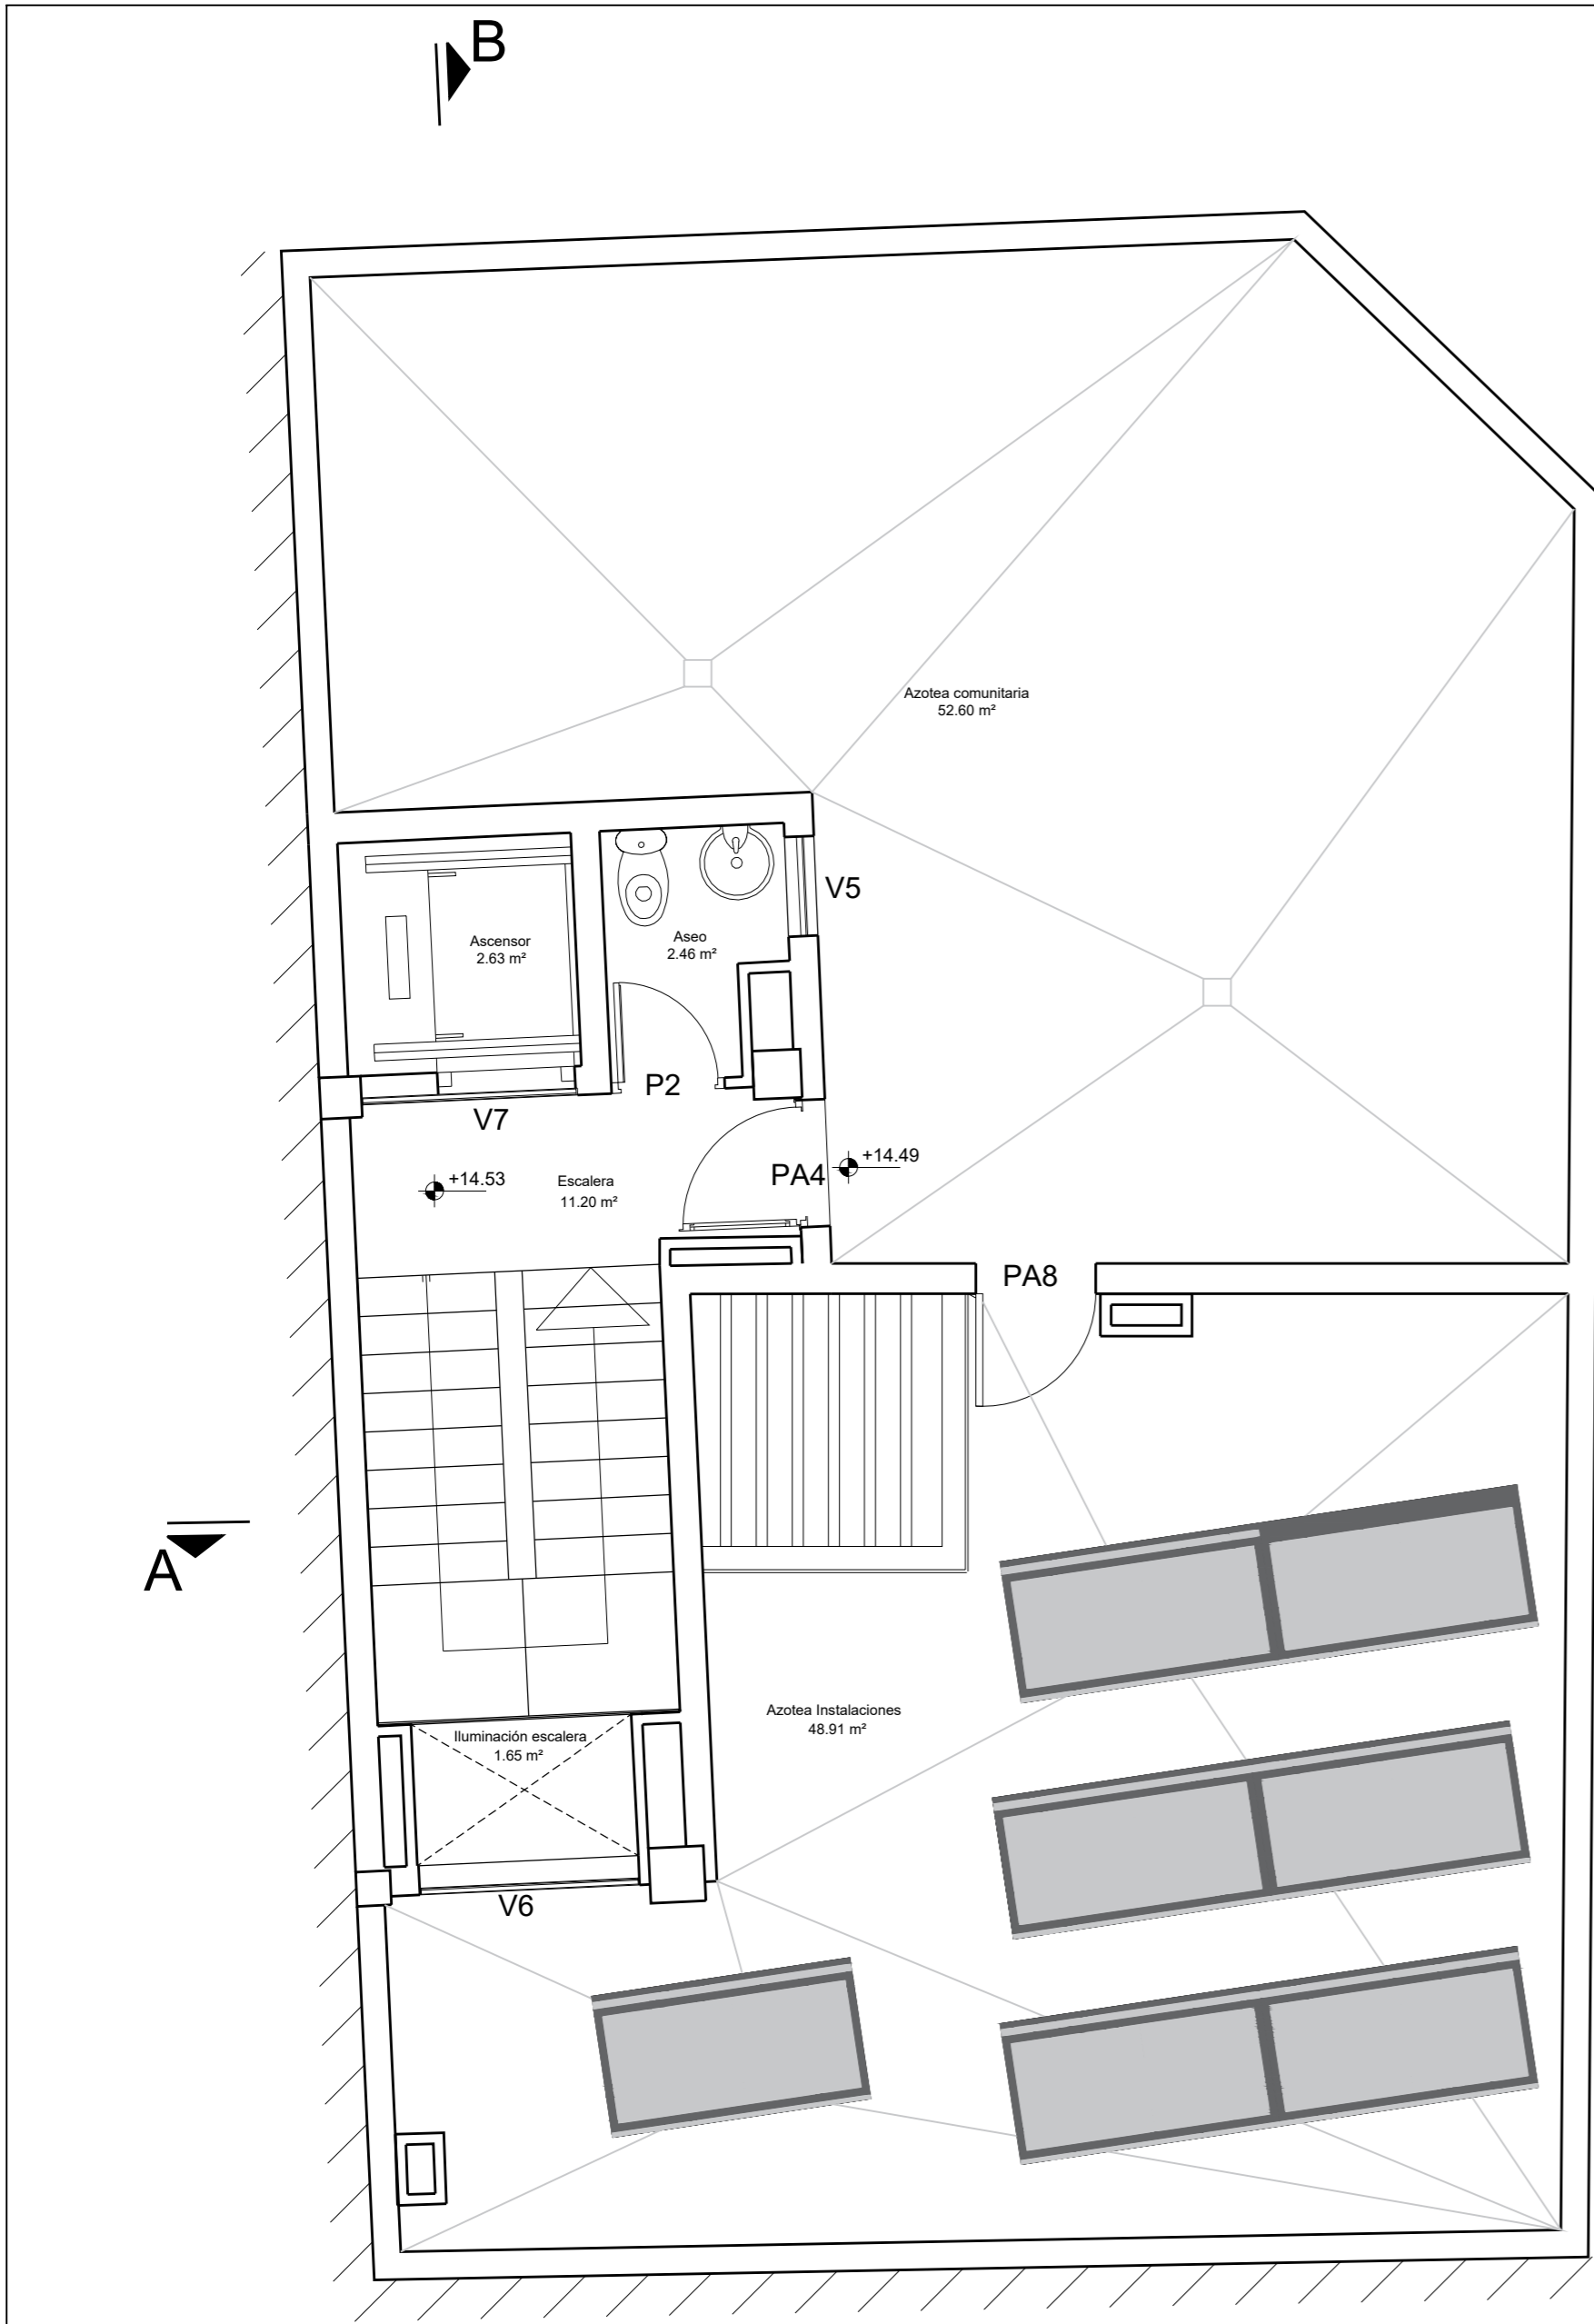 B
Azotea comunitaria
52.60 m²
V5
Ascensor
2.63 m²
Aseo
2.46 m²
P2
V7
+14.53
Escalera
11.20 m²
PA4
+14.49
PA8
A
Azotea Instalaciones
48.91 m²
Iluminación escalera
1.65 m²
V6